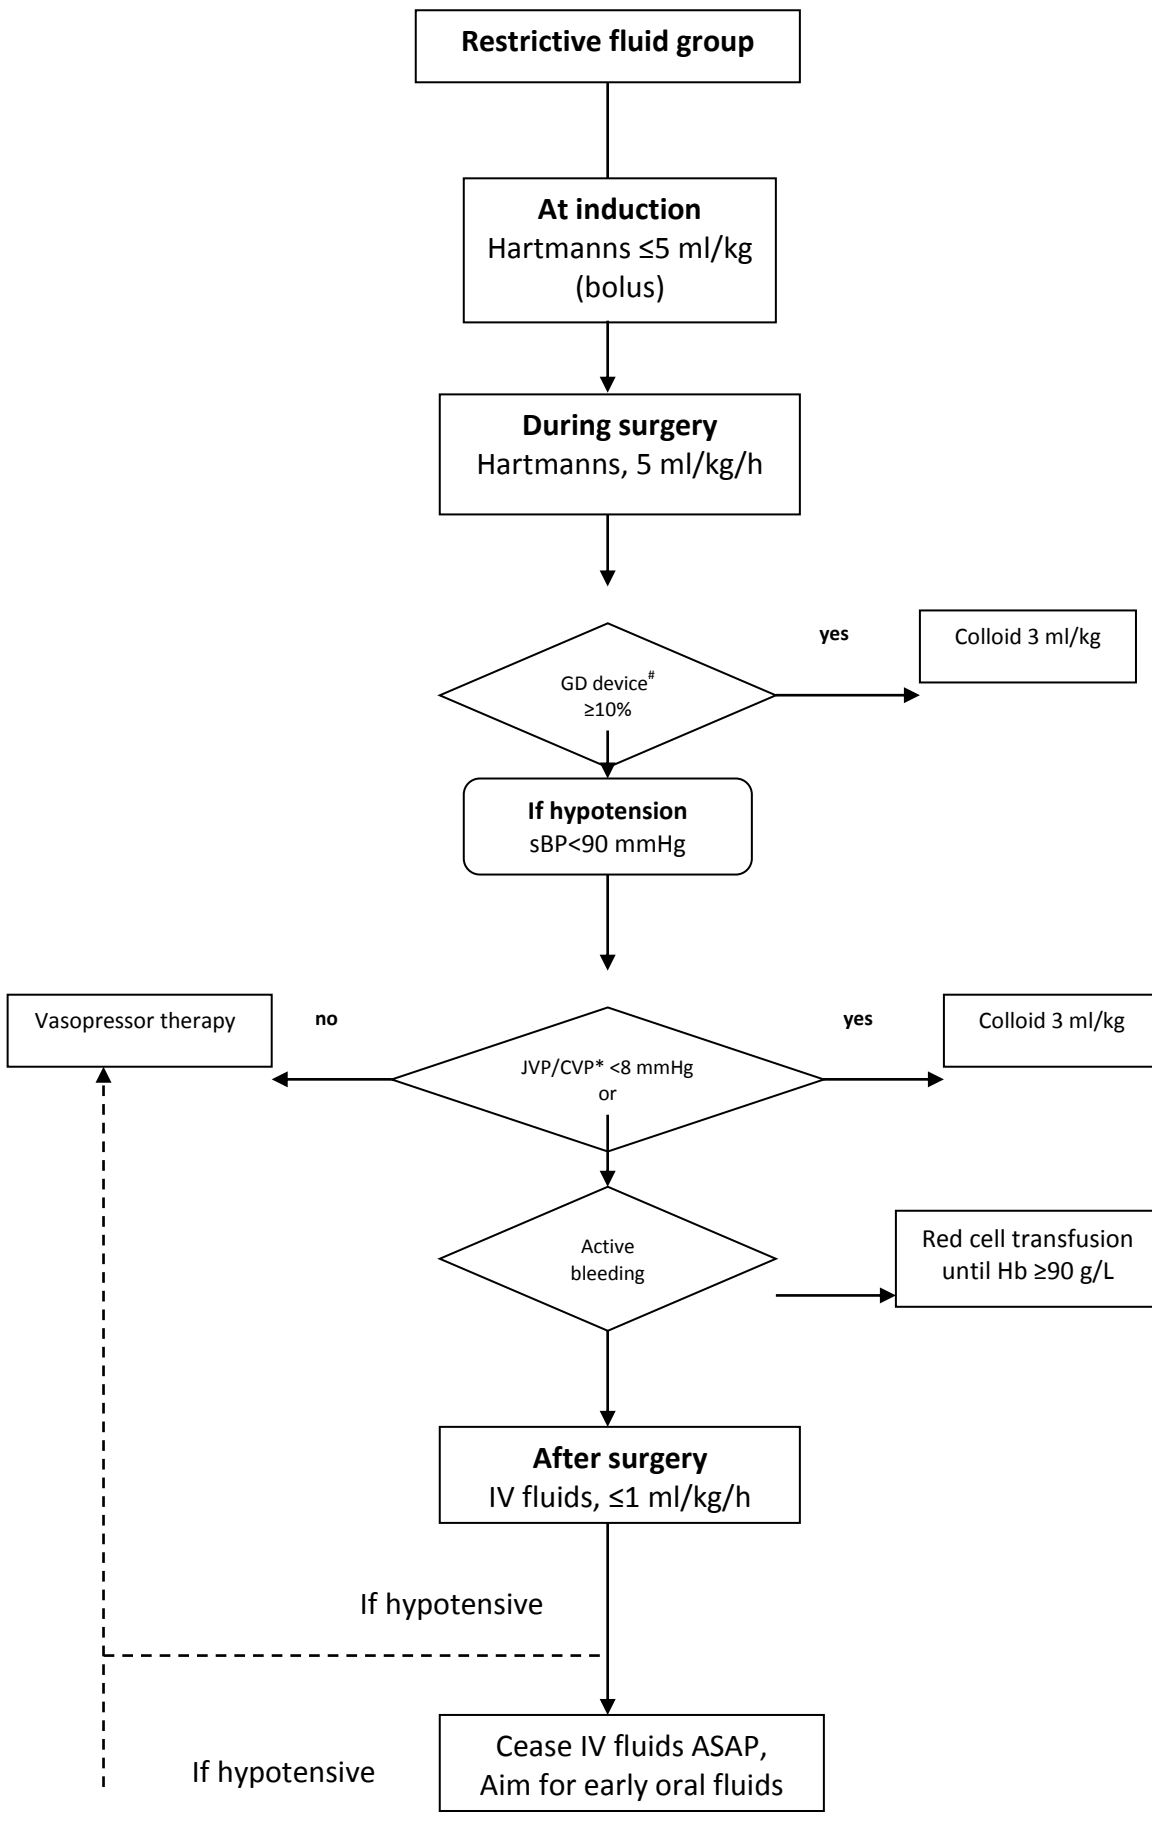 Restrictive fluid group
At induction
Hartmanns ≤5 ml/kg
(bolus)
During surgery
Hartmanns, 5 ml/kg/h
yes
Colloid 3 ml/kg
GD device#
≥10%
If hypotension
sBP<90 mmHg
Vasopressor therapy
no
yes
Colloid 3 ml/kg
JVP/CVP* <8 mmHg
or
Active
bleeding
Red cell transfusion
until Hb ≥90 g/L
After surgery
IV fluids, ≤1 ml/kg/h
If hypotensive
Cease IV fluids ASAP,
Aim for early oral fluids
If hypotensive